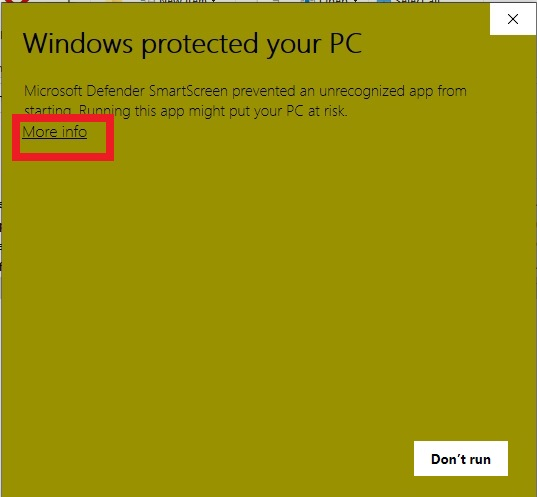 Windows protected your PC
Microsoft Defender SmartScreen prevented an unrecognized app from
starting. Running this app might put your PC at risk.
More info
Don't run